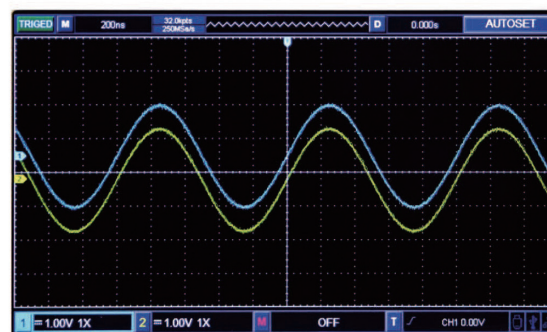 TRIGED M 200ns 32.0kpts D 0.000s AUTOSET
250MSa/s
T
1
2
1 1.00V 1X 2 1.00V 1X M OFF T CH1 0.00V